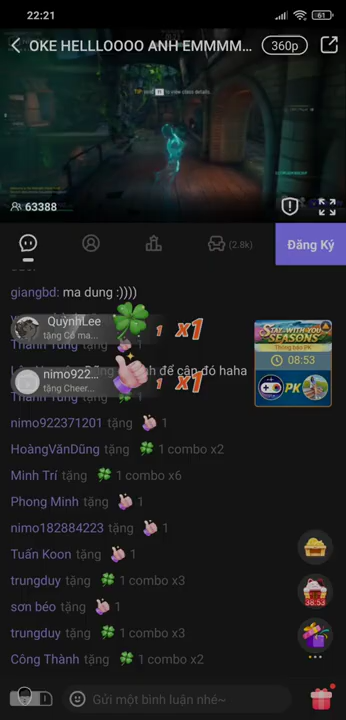 22:21
61
OKE HELLLOOOO ANH EMMMM...
360p
63388
(2.8k)
Đăng Ký
giangbd: ma dung :))))
QuỳnhLee
tặng Cỏ ma...
1 x1
nimo922...
tặng Cheer...
1 x1
để cận đó haha
STAY WITH YOU
SEASONS
Thông báo PK
08:53
PK
nimo922371201 tặng 1
HoàngVănDũng tặng 1 combo x2
Minh Trí tặng 1 combo x6
Phong Minh tặng 1
nimo182884223 tặng 1
Tuấn Koon tặng 1
trungduy tặng 1 combo x3
sơn béo tặng 1
38:53
trungduy tặng 1 combo x3
Công Thành tặng 1 combo x2
Gửi một bình luận nhé~